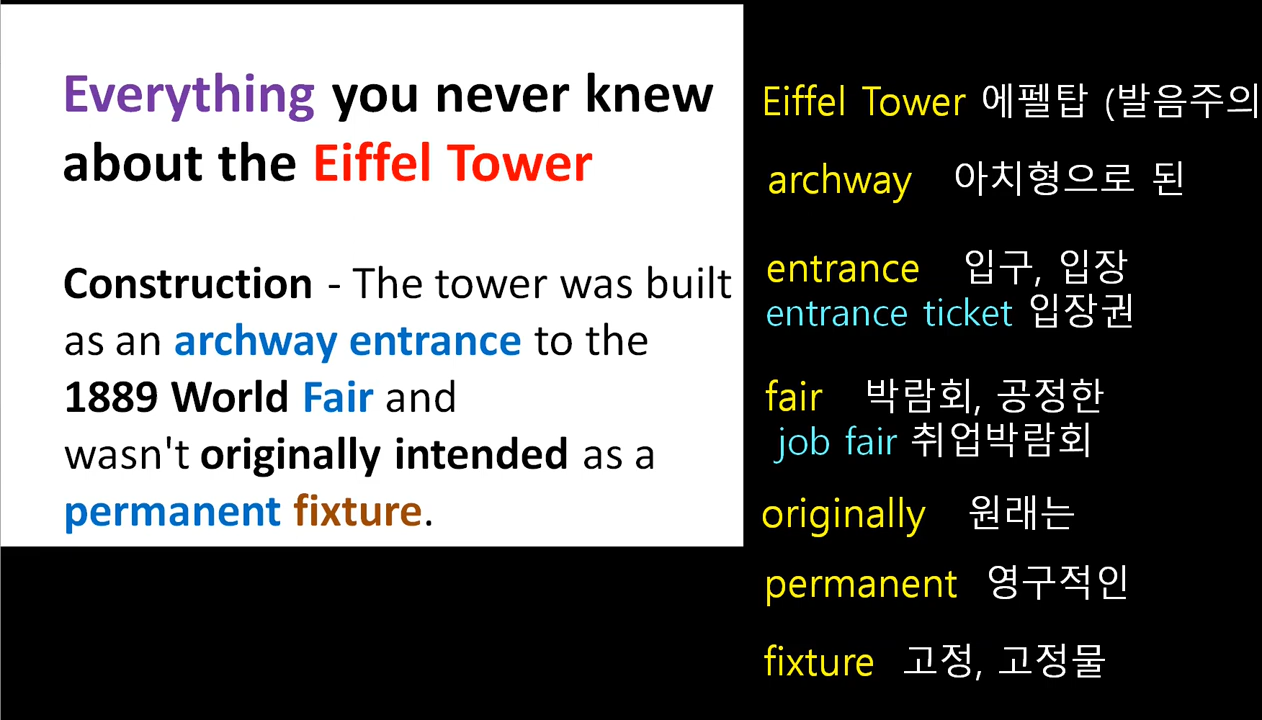 Everything you never knew
about the Eiffel Tower
Construction - The tower was built
as an archway entrance to the
1889 World Fair and
wasn't originally intended as a
permanent fixture.
Eiffel Tower 에펠탑 (발음주의
archway 아치형으로 된
entrance 입구, 입장
entrance ticket 입장권
fair 박람회, 공정한
job fair 취업박람회
originally 원래는
permanent 영구적인
fixture 고정, 고정물